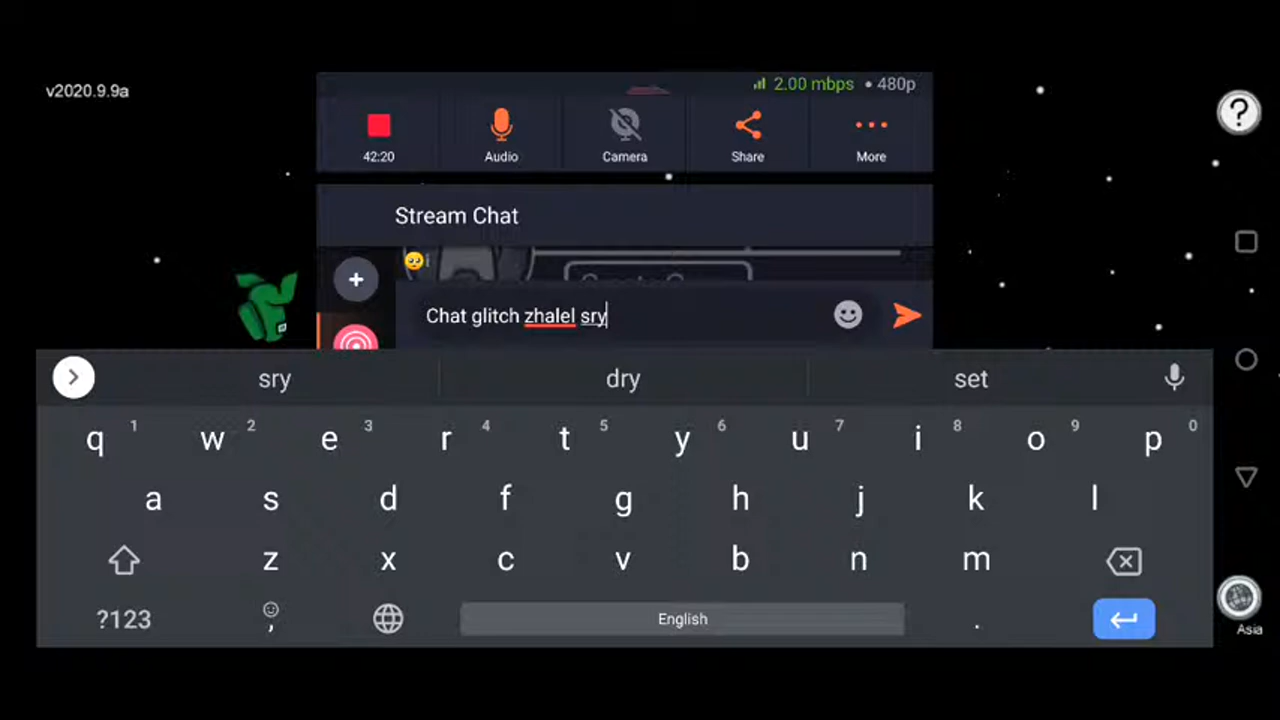 v2020.9.9a
2.00 mbps • 480p
42:20
Audio
Camera
Share
More
Stream Chat
Chat glitch zhalel sry
sry
dry
set
q 1 w 2 e 3 r 4 t 5 y 6 u 7 i 8 o 9 p 0
a s d f g h j k l
z x c v b n m
?123 , English .
Asia
?